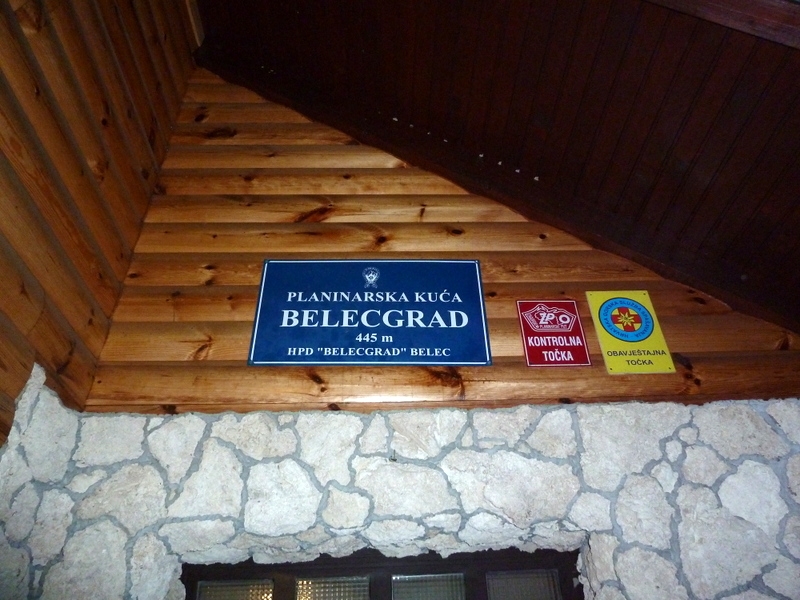 PLANINARSKA KUĆA
BELECGRAD
445 m
HPD "BELECGRAD" BELEC
KONTROLNA
TOČKA
OBAVJEŠTAJNA
TOČKA